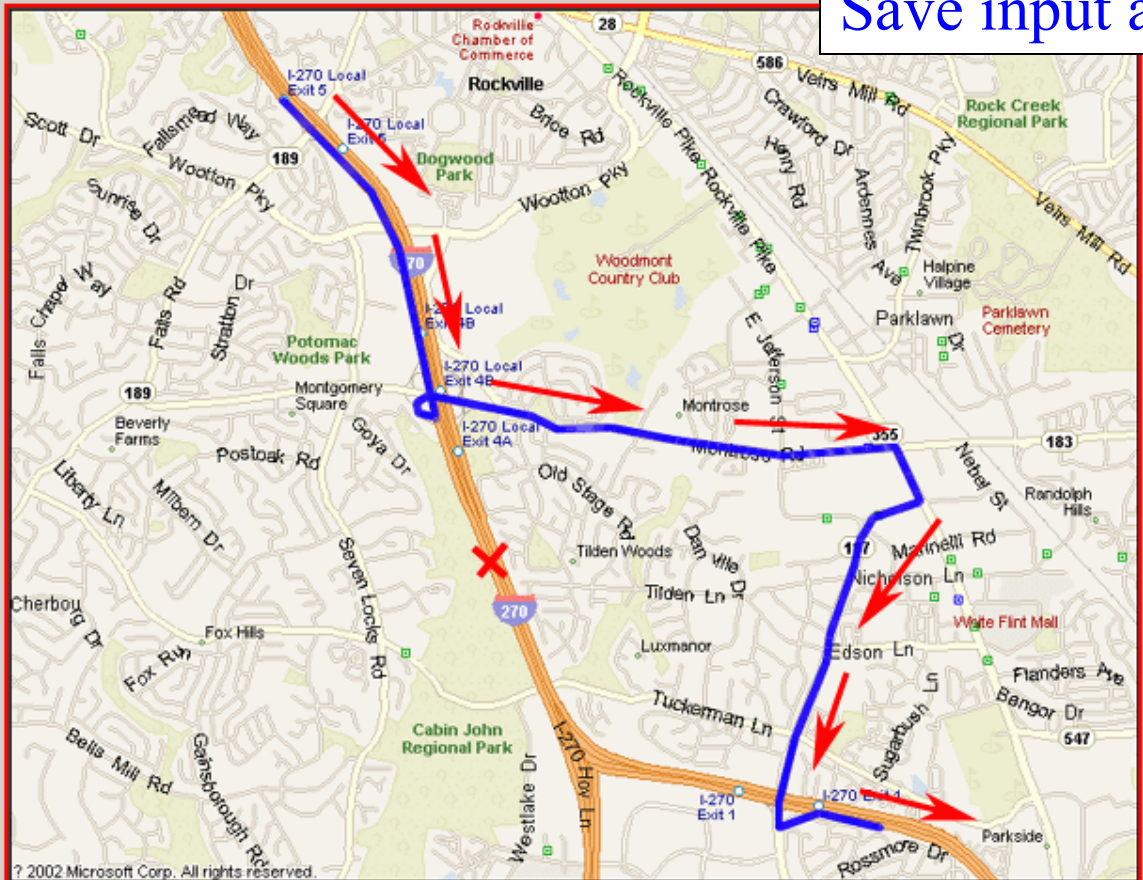 Save input a
Rockville
Chamber of
Commerce
28
Rockville
586
Veirs Mill Rd
I-270 Local
Exit 5
Rockville Pike
Rock Creek
Regional Park
Scott Dr
Fallsmead Way
I-270 Local
Exit 5
Brice Rd
Crawford Dr
189
Dogwood
Park
Henry Rd
Wootton Pky
Wootton Pky
Rockville Pike
Ardennes Ave
Twinbrook Pky
Sunrise Dr
Veirs Mill Rd
70
Woodmont
Country Club
Halpine
Village
Falls Chapel Way
Falls Rd
Stratton Dr
I-270 Local
Exit 4B
E Jefferson St
Parklawn Dr
Parklawn
Cemetery
Potomac
Woods Park
I-270 Local
Exit 4B
189
Montgomery
Square
Montrose
Beverly
Farms
Goya Dr
I-270 Local
Exit 4A
355
183
Postoak Rd
Montrose Rd
Nebel St
Liberty Ln
Milbern Dr
Old Stage Rd
Randolph
Hills
Seven Locks Rd
Tilden Woods
Danville Dr
187
Marinelli Rd
Nicholson Ln
Tilden Ln
270
Cherbourg Dr
White Flint Mall
Fox Hills
Fox Run
Luxmanor
Edson Ln
Flanders Ave
Tuckerman Ln
Sugarbush Ln
Bangor Dr
547
Cabin John
Regional Park
I-270 Hov Ln
Bells Mill Rd
Gainsborough Rd
Westlake Dr
I-270
Exit 1
I-270 Exit 1
Parkside
Rossmore Dr
? 2002 Microsoft Corp. All rights reserved.